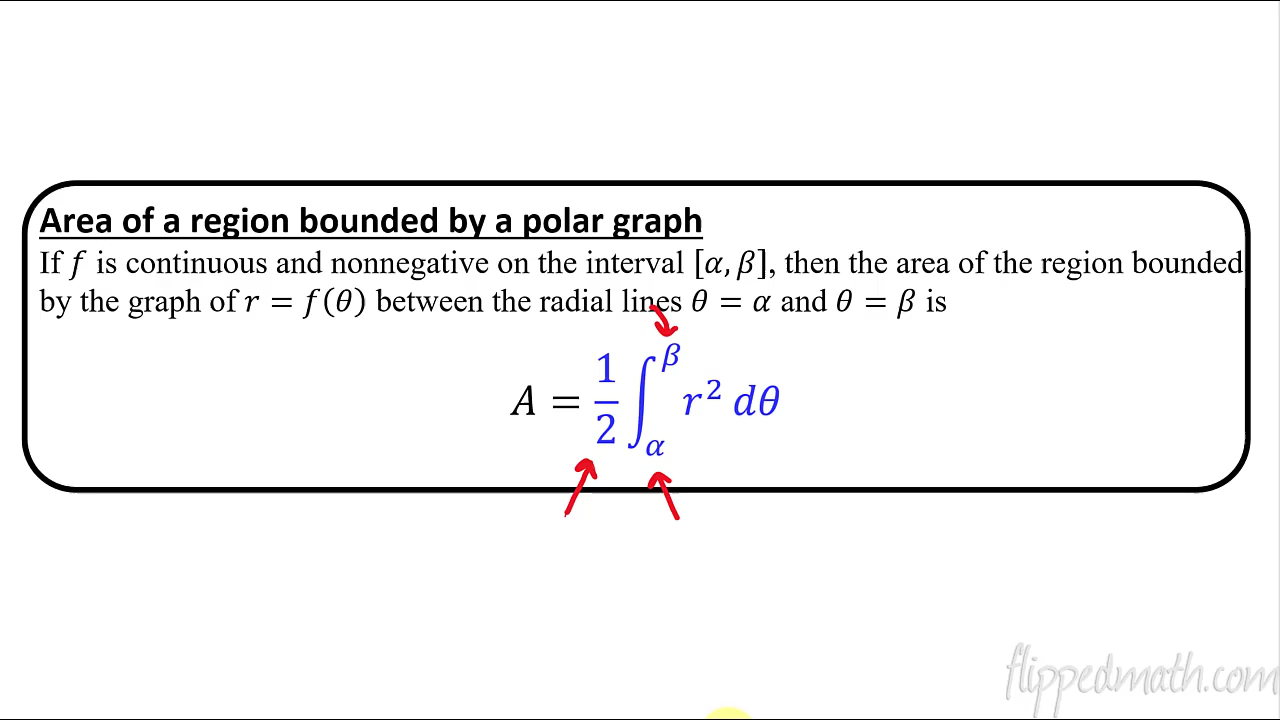 Area of a region bounded by a polar graph
If 𝑓 is continuous and nonnegative on the interval [𝛼, 𝛽], then the area of the region bounded
by the graph of 𝑟 = 𝑓(𝜃) between the radial lines 𝜃 = 𝛼 and 𝜃 = 𝛽 is
𝐴 = 1/2 ∫_𝛼^𝛽 𝑟² 𝑑𝜃
flippedmath.com